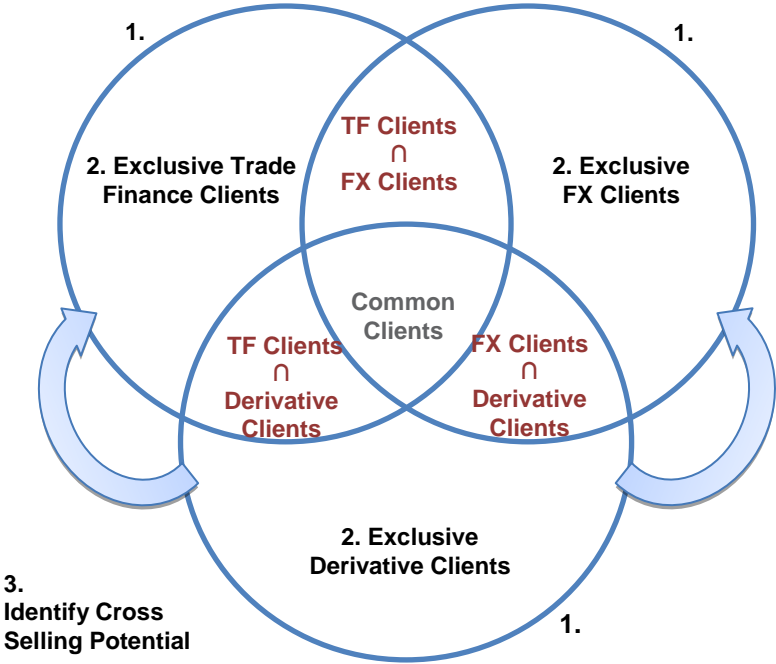 1.
1.
TF Clients
∩
FX Clients
2. Exclusive Trade
Finance Clients
2. Exclusive
FX Clients
Common
Clients
TF Clients
∩
Derivative
Clients
FX Clients
∩
Derivative
Clients
2. Exclusive
Derivative Clients
3.
Identify Cross
Selling Potential
1.